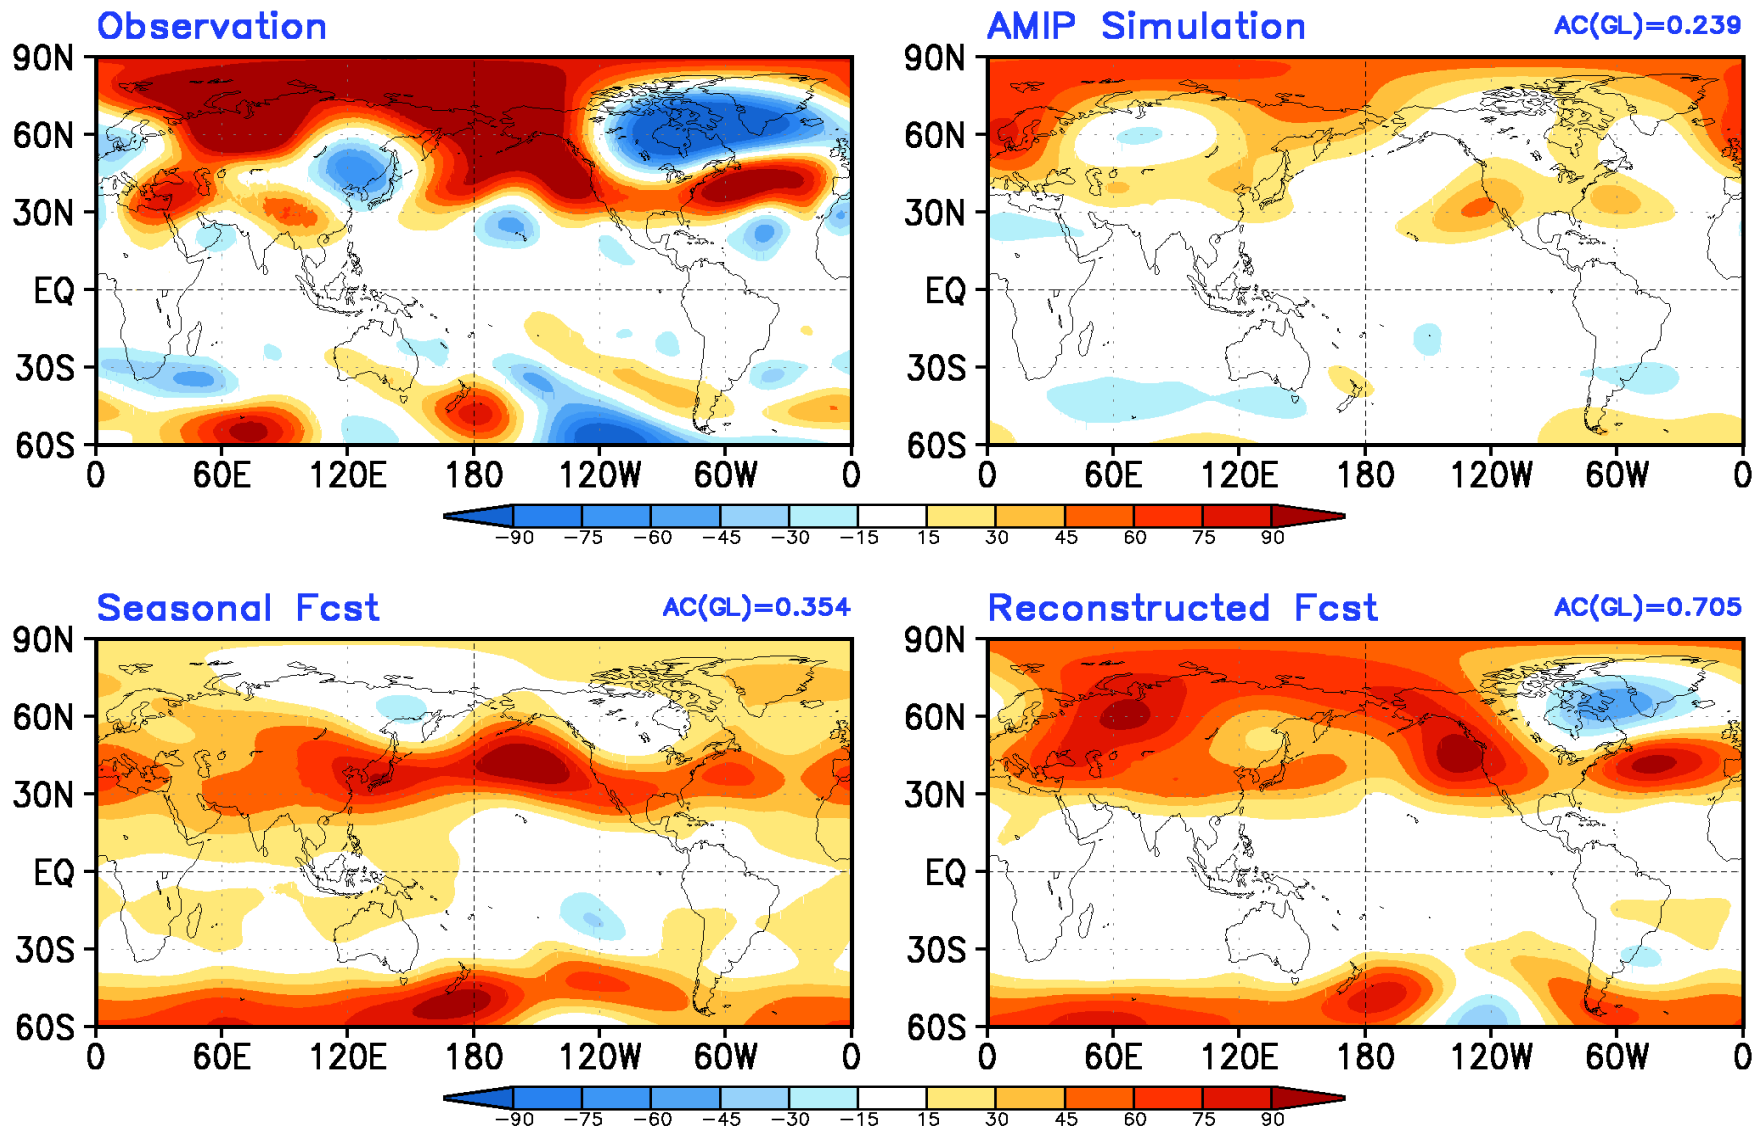 Observation
AMIP Simulation AC(GL)=0.239
90N 90N
60N 60N
30N 30N
EQ EQ
30S 30S
60S 60S
0 60E 120E 180 120W 60W 0 0 60E 120E 180 120W 60W 0
-90 -75 -60 -45 -30 -15 15 30 45 60 75 90
Seasonal Fcst AC(GL)=0.354
Reconstructed Fcst AC(GL)=0.705
90N 90N
60N 60N
30N 30N
EQ EQ
30S 30S
60S 60S
0 60E 120E 180 120W 60W 0 0 60E 120E 180 120W 60W 0
-90 -75 -60 -45 -30 -15 15 30 45 60 75 90